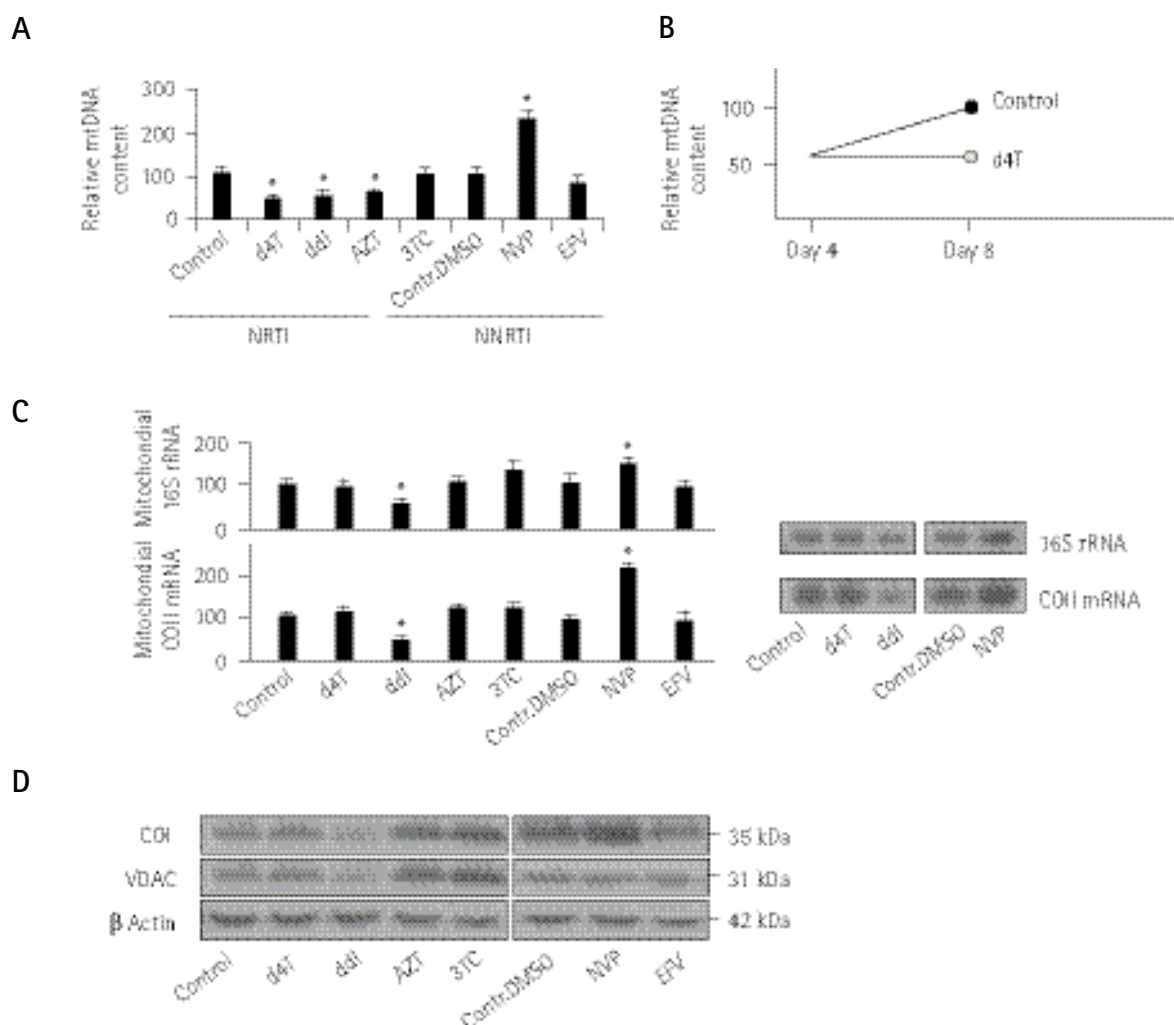 A
B
300
200
100
0
Relative mtDNA
content
Control
d4T
ddI
AZT
3TC
Contr.DMSO
NVP
EFV
*
*
*
*
NRTI
NNRTI
100
50
Relative mtDNA
content
Control
d4T
Day 4
Day 8
C
Mitochondial
16S rRNA
200
100
0
*
*
Mitochondial
COII mRNA
200
100
0
*
*
Control
d4T
ddI
AZT
3TC
Contr.DMSO
NVP
EFV
16S rRNA
COII mRNA
Control
d4T
ddI
Contr.DMSO
NVP
D
COI
35 kDa
VDAC
31 kDa
β Actin
42 kDa
Control
d4T
ddI
AZT
3TC
Contr.DMSO
NVP
EFV